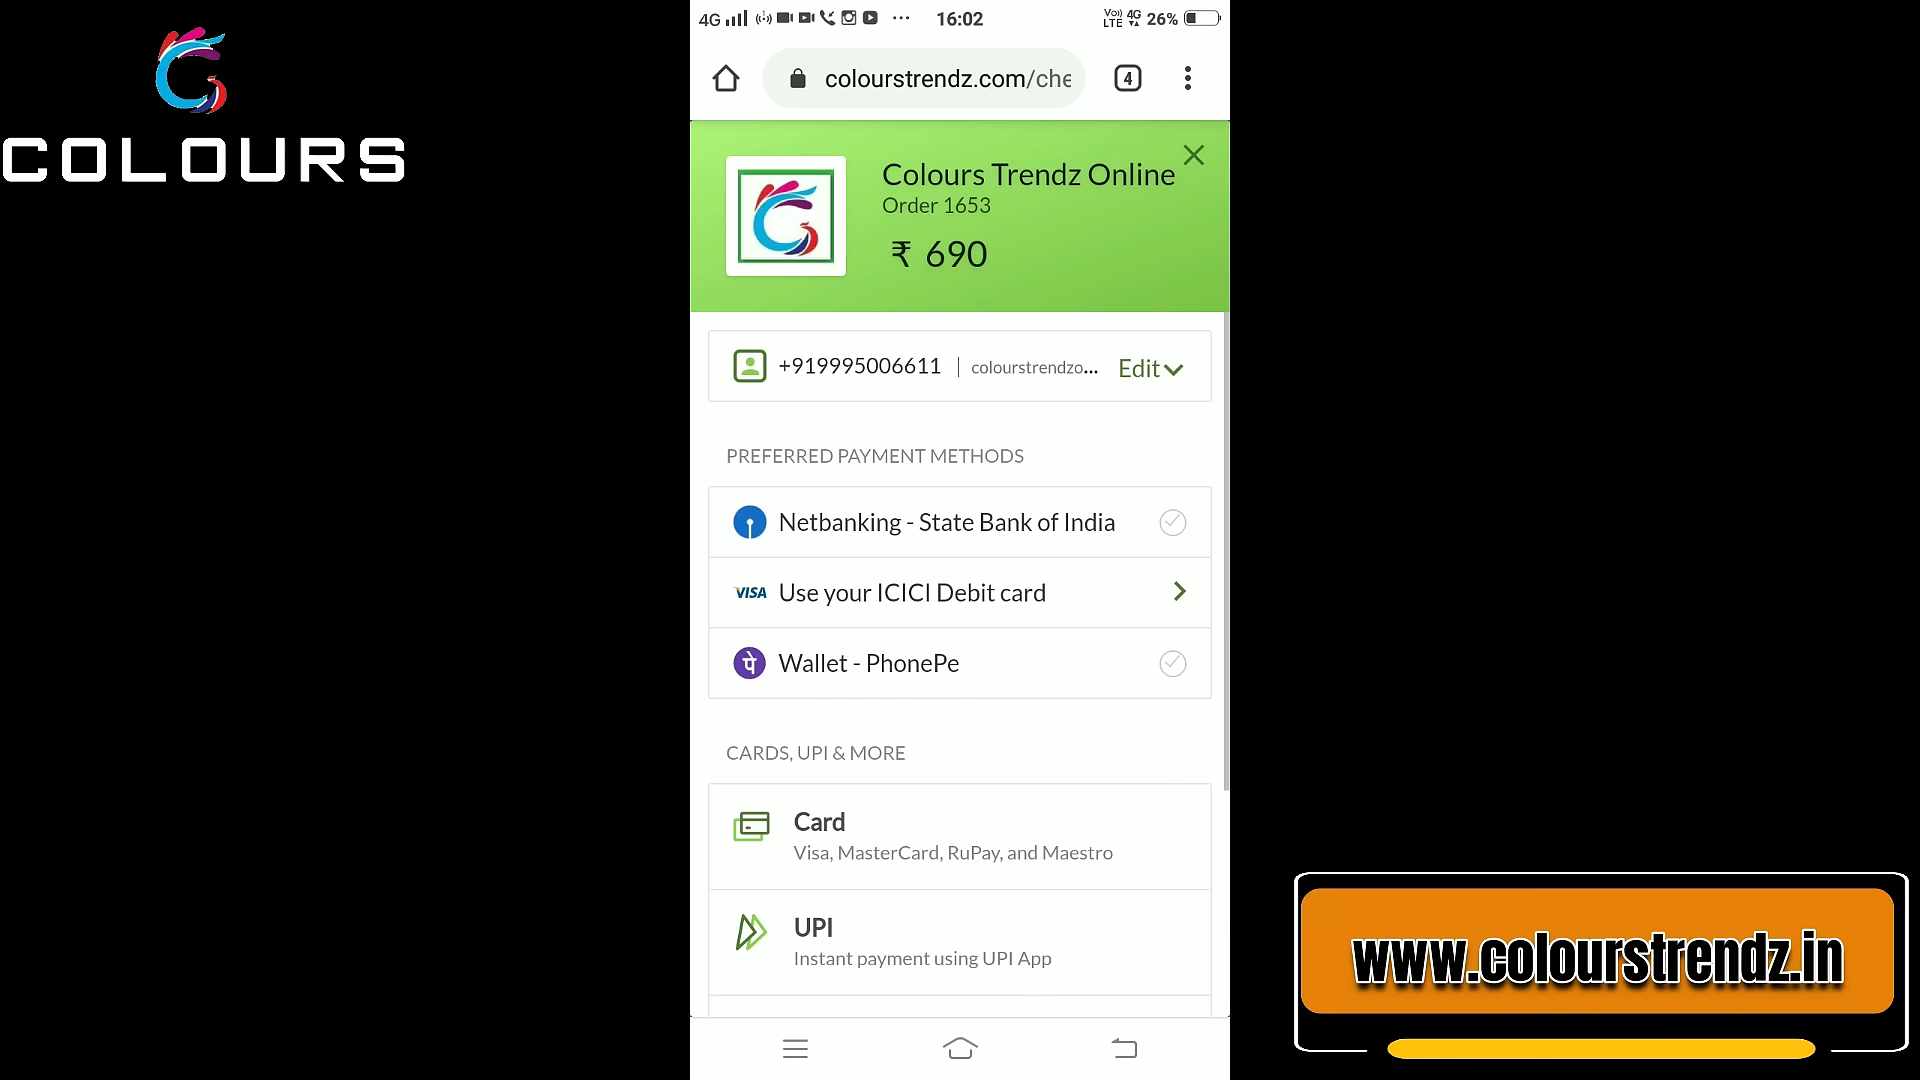 COLOURS
4G 16:02 Vo)) LTE 4G 26%
colourstrendz.com/che
4
Colours Trendz Online
Order 1653
₹ 690
+919995006611 | colourstrendzo... Edit
PREFERRED PAYMENT METHODS
Netbanking - State Bank of India
VISA Use your ICICI Debit card
पे Wallet - PhonePe
CARDS, UPI & MORE
Card
Visa, MasterCard, RuPay, and Maestro
UPI
Instant payment using UPI App
www.colourstrendz.in